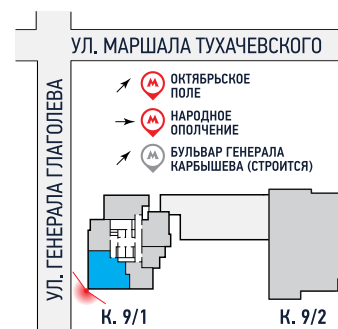 УЛ. МАРШАЛА ТУХАЧЕВСКОГО
УЛ. ГЕНЕРАЛА ГЛАГОЛЕВА
М ОКТЯБРЬСКОЕ
ПОЛЕ
М НАРОДНОЕ
ОПОЛЧЕНИЕ
М БУЛЬВАР ГЕНЕРАЛА
КАРБЫШЕВА (СТРОИТСЯ)
К. 9/1
К. 9/2